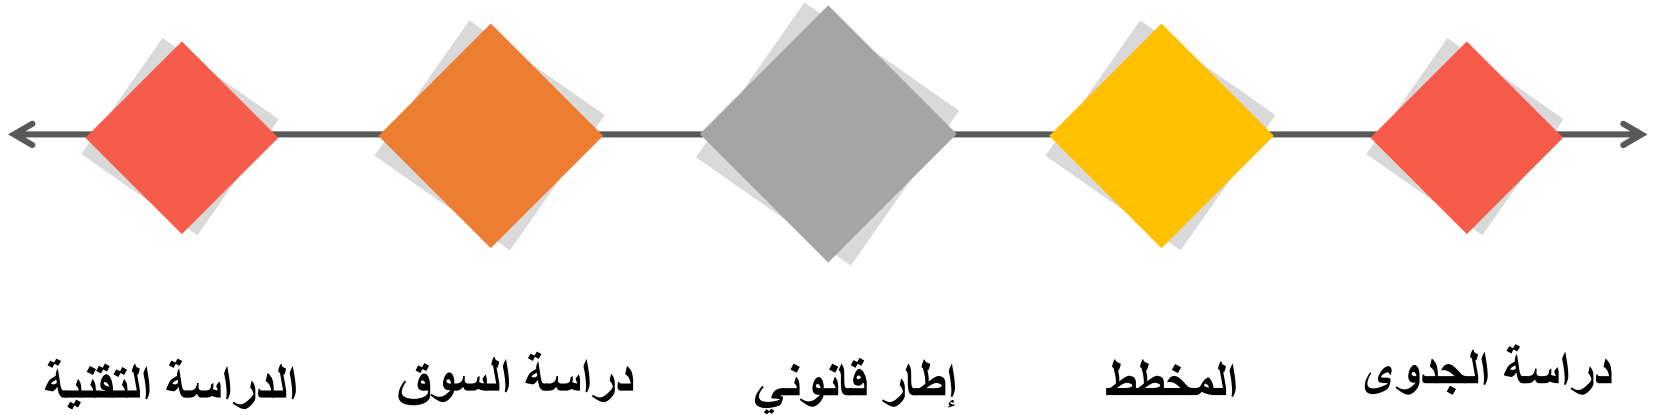 دراسة الجدوى
المخطط
إطار قانوني
دراسة السوق
الدراسة التقنية